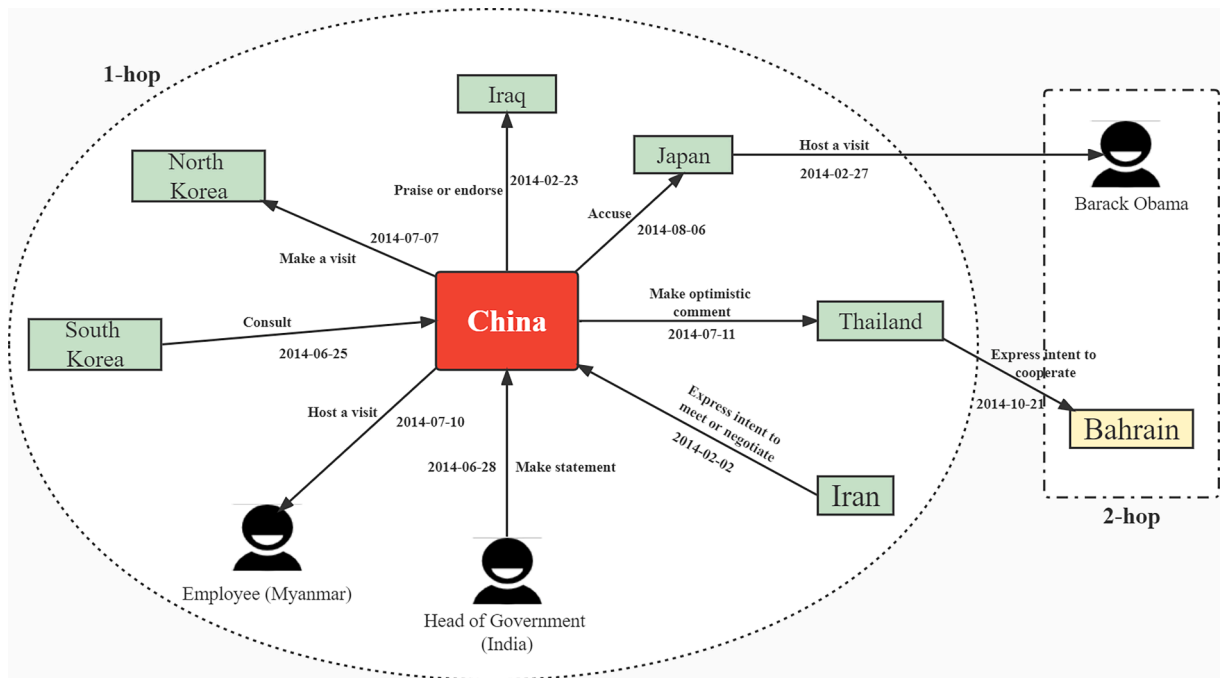 1-hop
Iraq
North
Korea
Japan
Host a visit
2014-02-27
Barack Obama
Praise or endorse
2014-02-23
Accuse
2014-08-06
2014-07-07
Make a visit
China
Make optimistic
comment
2014-07-11
Thailand
South
Korea
Consult
2014-06-25
Express intent to
cooperate
2014-10-21
Bahrain
Host a visit
2014-07-10
Express intent to
meet or negotiate
2014-02-02
2014-06-28
Make statement
Iran
2-hop
Employee (Myanmar)
Head of Government
(India)